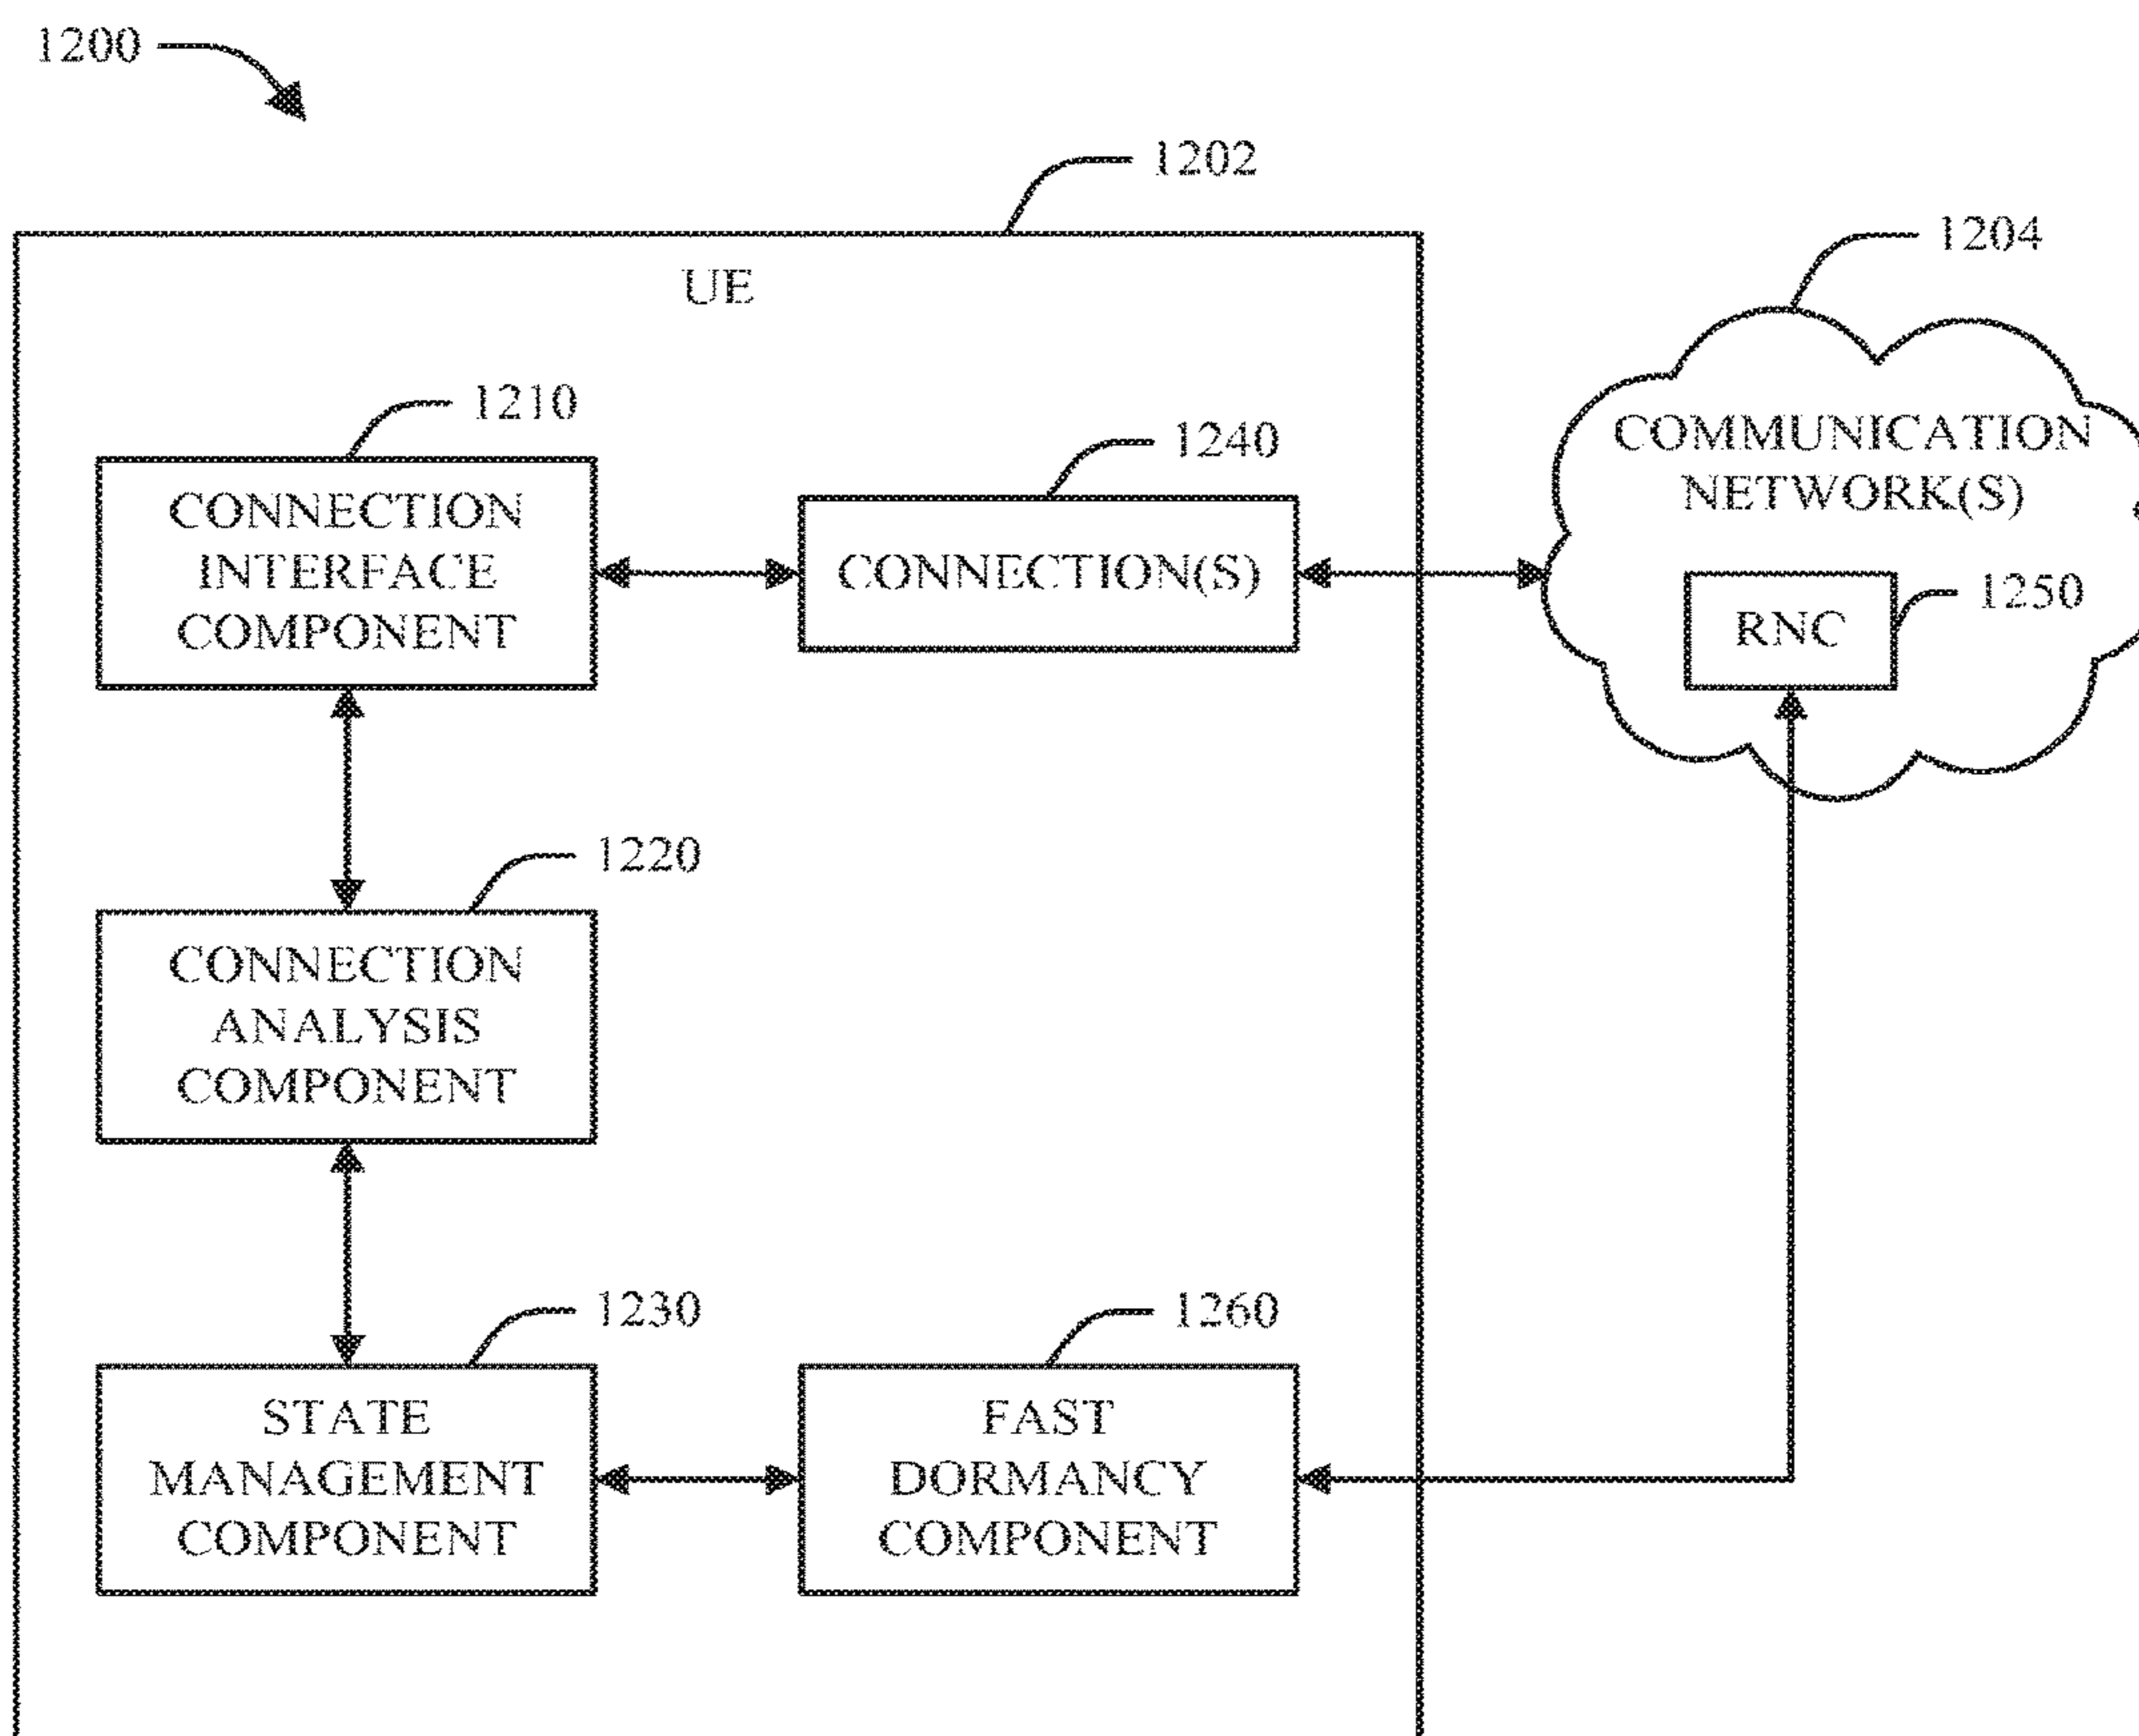 1200
1202
1204
UE
1210
1240
COMMUNICATION
NETWORK(S)
CONNECTION
INTERFACE
COMPONENT
CONNECTION(S)
RNC
1250
1220
CONNECTION
ANALYSIS
COMPONENT
1230
1260
STATE
MANAGEMENT
COMPONENT
FAST
DORMANCY
COMPONENT